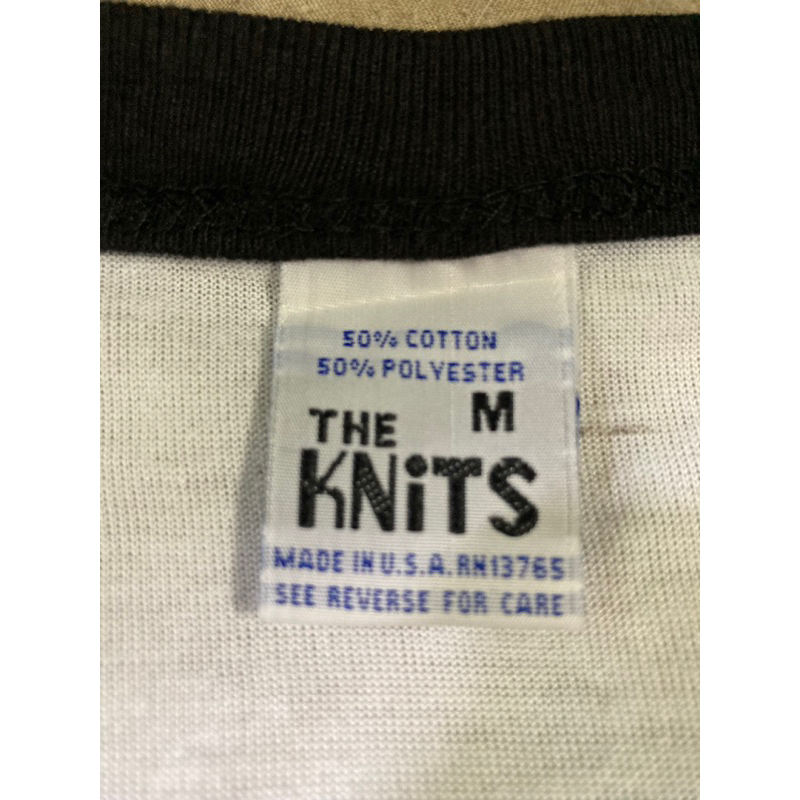 50% COTTON
50% POLYESTER
M
THE
KNiTS
MADE IN U.S.A. RN13765
SEE REVERSE FOR CARE